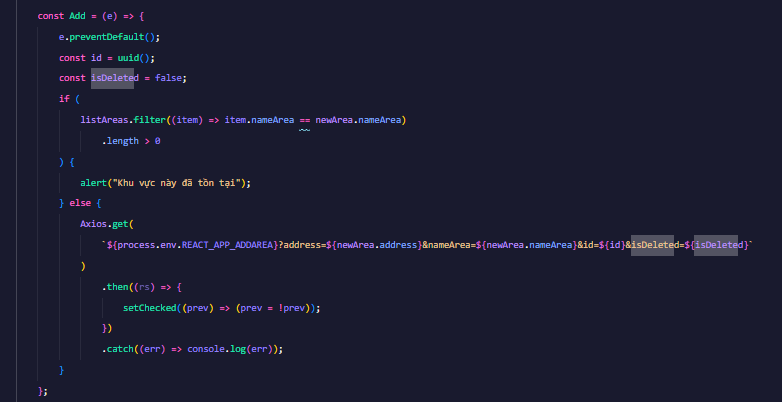 const Add = (e) => {
e.preventDefault();
const id = uuid();
const isDeleted = false;
if (
listAreas.filter((item) => item.nameArea == newArea.nameArea)
.length > 0
) {
alert("Khu vực này đã tồn tại");
} else {
Axios.get(
`${process.env.REACT_APP_ADDAREA}?address=${newArea.address}&nameArea=${newArea.nameArea}&id=${id}&isDeleted=${isDeleted}`
)
.then((rs) => {
setChecked((prev) => (prev = !prev));
})
.catch((err) => console.log(err));
}
};